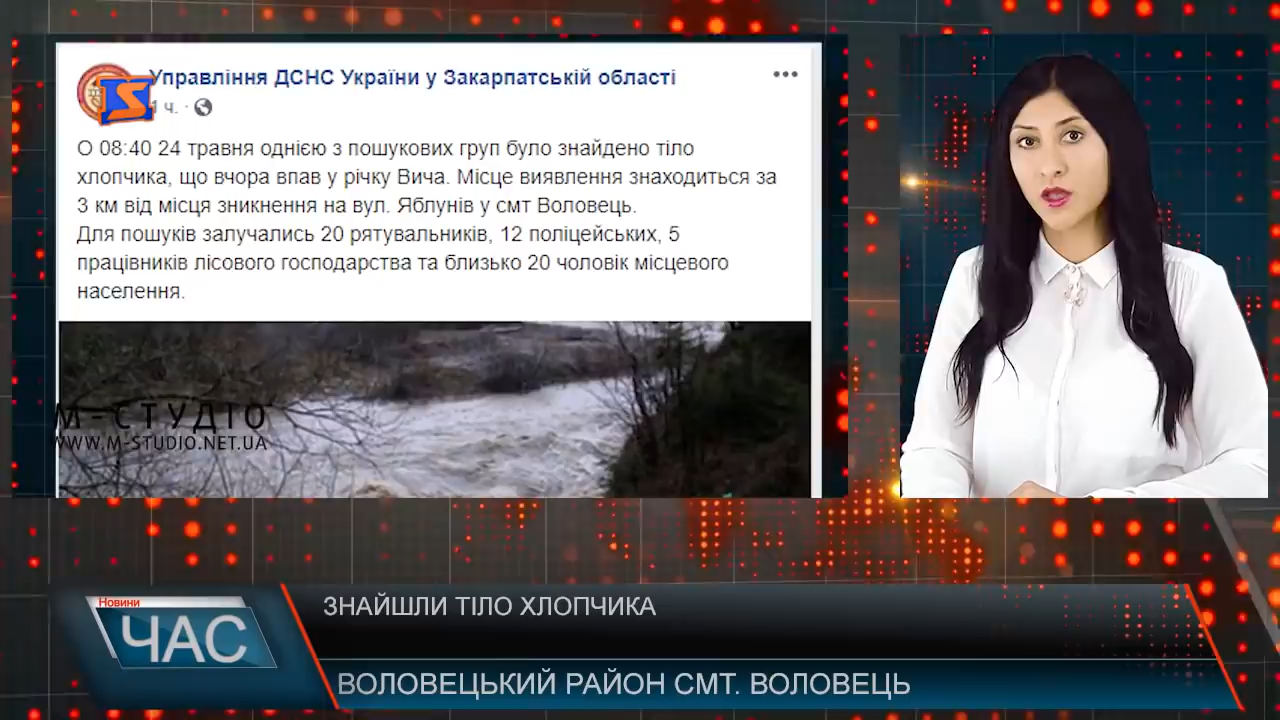 Управління ДСНС України у Закарпатській області
1 ч.
О 08:40 24 травня однією з пошукових груп було знайдено тіло
хлопчика, що вчора впав у річку Вича. Місце виявлення знаходиться за
3 км від місця зникнення на вул. Яблунів у смт Воловець.
Для пошуків залучались 20 рятувальників, 12 поліцейських, 5
працівників лісового господарства та близько 20 чоловік місцевого
населення.
М-СТУДІО
WWW.M-STUDIO.NET.UA
Новини
ЧАС
ЗНАЙШЛИ ТІЛО ХЛОПЧИКА
ВОЛОВЕЦЬКИЙ РАЙОН СМТ. ВОЛОВЕЦЬ